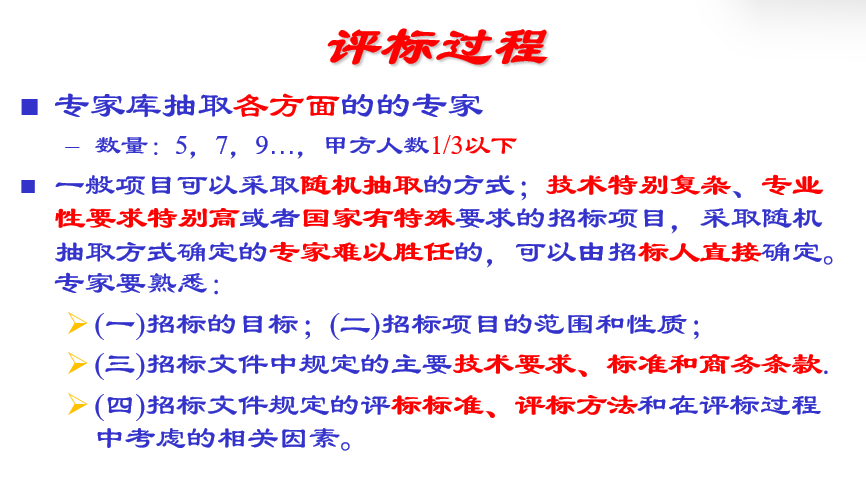 评标过程
■ 专家库抽取各方面的的专家
– 数量：5，7，9…，甲方人数1/3以下
■ 一般项目可以采取随机抽取的方式；技术特别复杂、专业
性要求特别高或者国家有特殊要求的招标项目，采取随机
抽取方式确定的专家难以胜任的，可以由招标人直接确定。
专家要熟悉：
➢ (一)招标的目标；(二)招标项目的范围和性质；
➢ (三)招标文件中规定的主要技术要求、标准和商务条款.
➢ (四)招标文件规定的评标标准、评标方法和在评标过程
中考虑的相关因素。